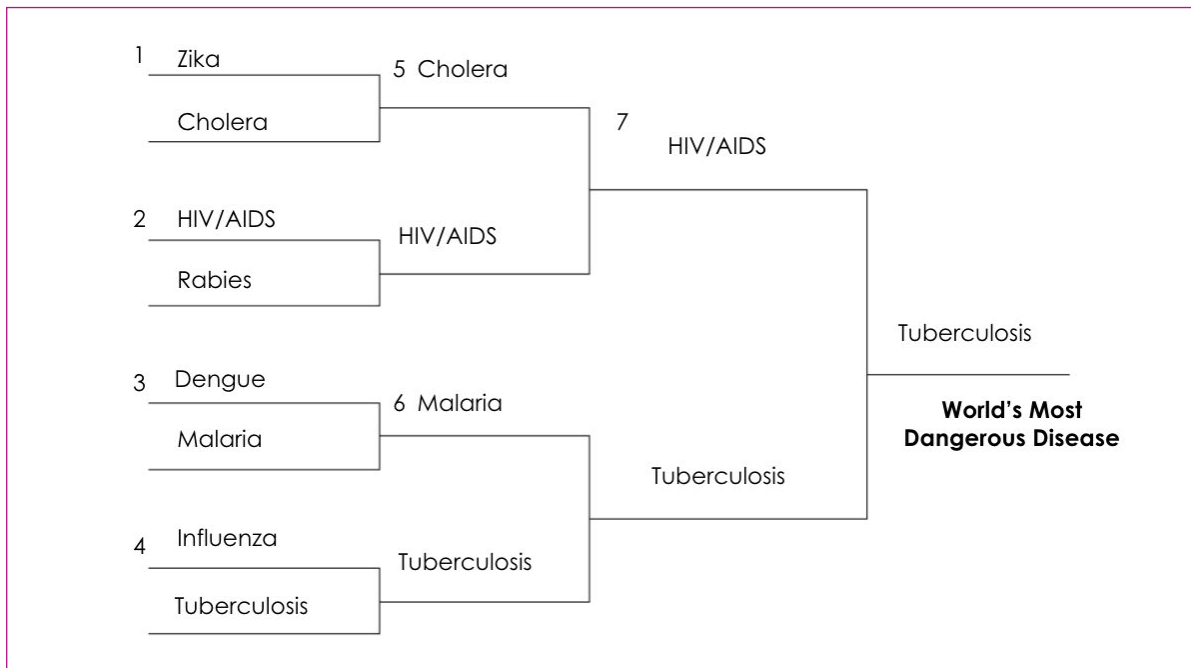 1 Zika
Cholera
2 HIV/AIDS
Rabies
3 Dengue
Malaria
4 Influenza
Tuberculosis
5 Cholera
HIV/AIDS
6 Malaria
Tuberculosis
7
HIV/AIDS
Tuberculosis
Tuberculosis
World's Most
Dangerous Disease